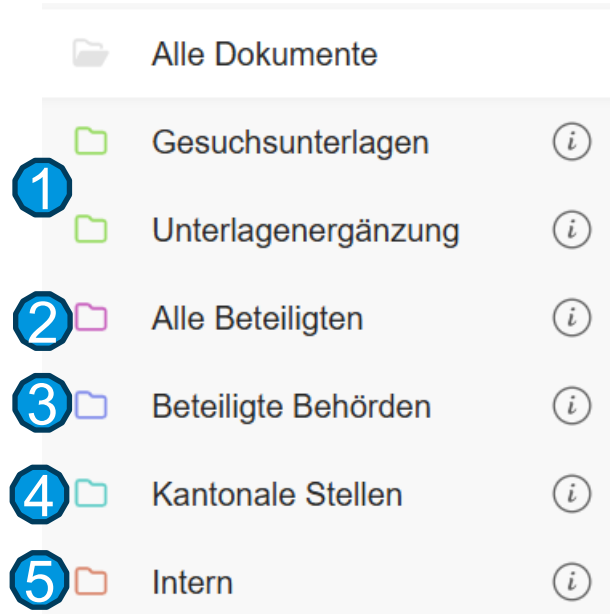 Alle Dokumente
Gesuchsunterlagen i
1
Unterlagenergänzung i
2 Alle Beteiligten i
3 Beteiligte Behörden i
4 Kantonale Stellen i
5 Intern i